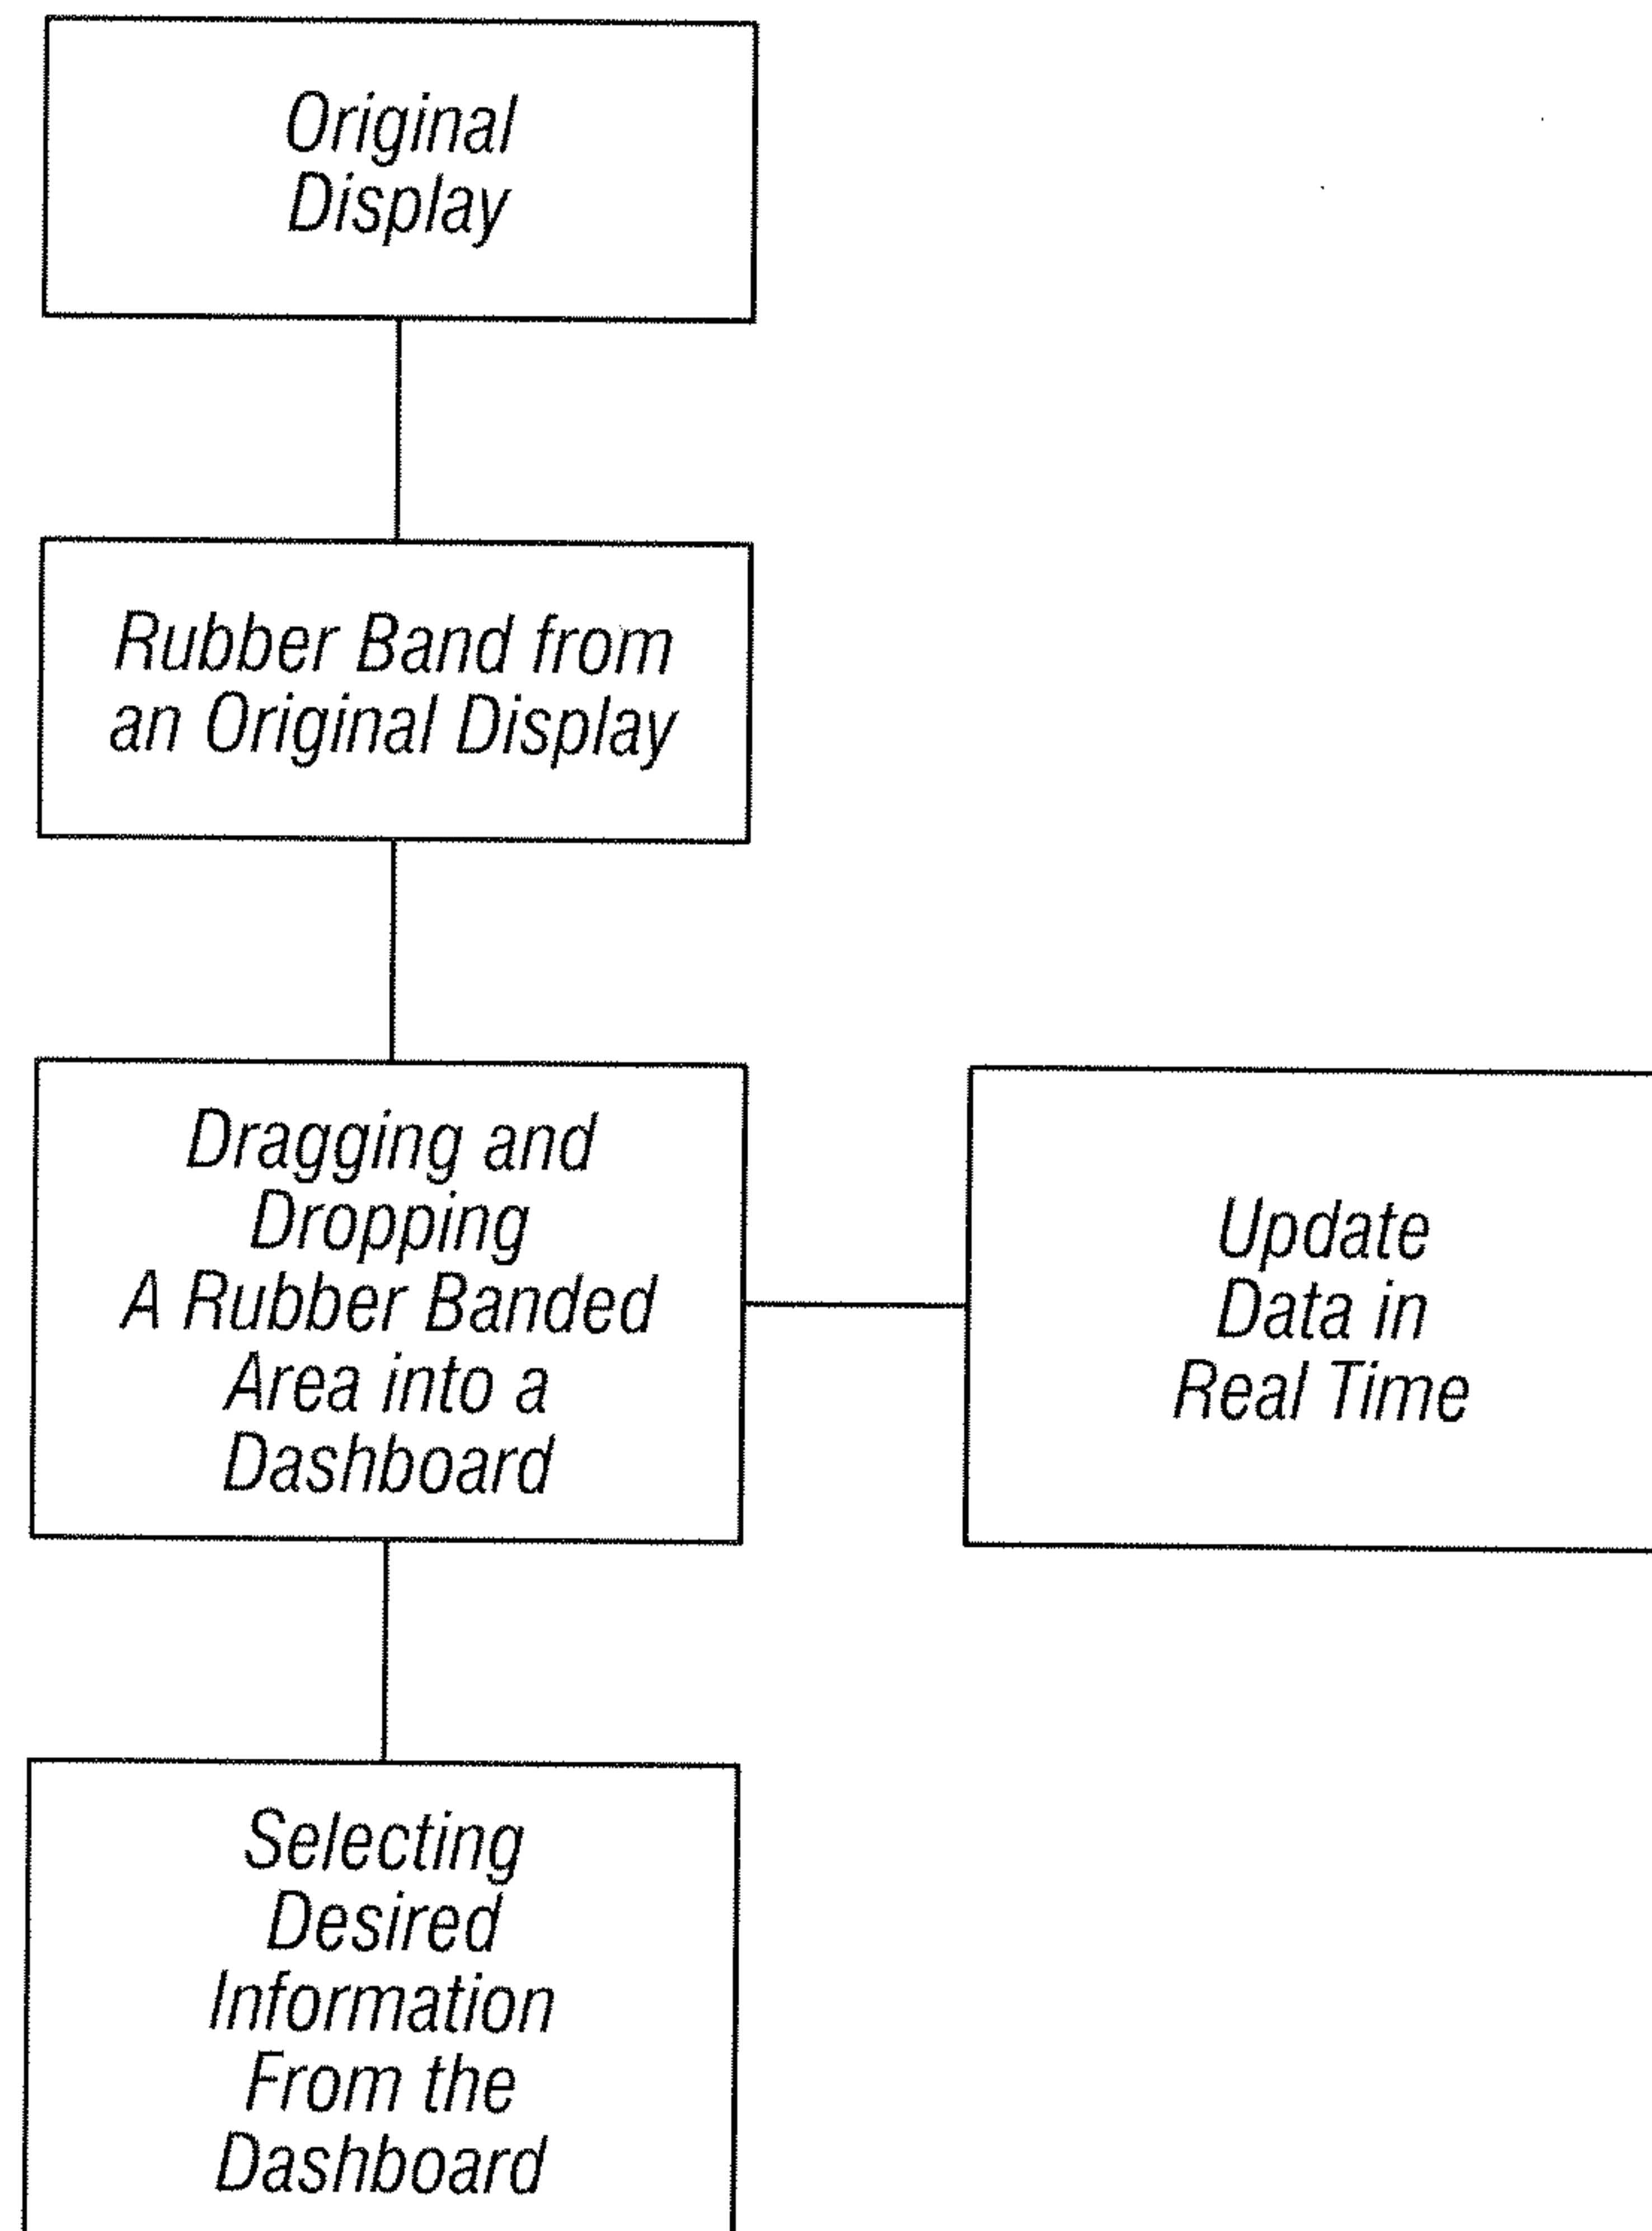 Original
Display
Rubber Band from
an Original Display
Dragging and
Dropping
A Rubber Banded
Area into a
Dashboard
Update
Data in
Real Time
Selecting
Desired
Information
From the
Dashboard